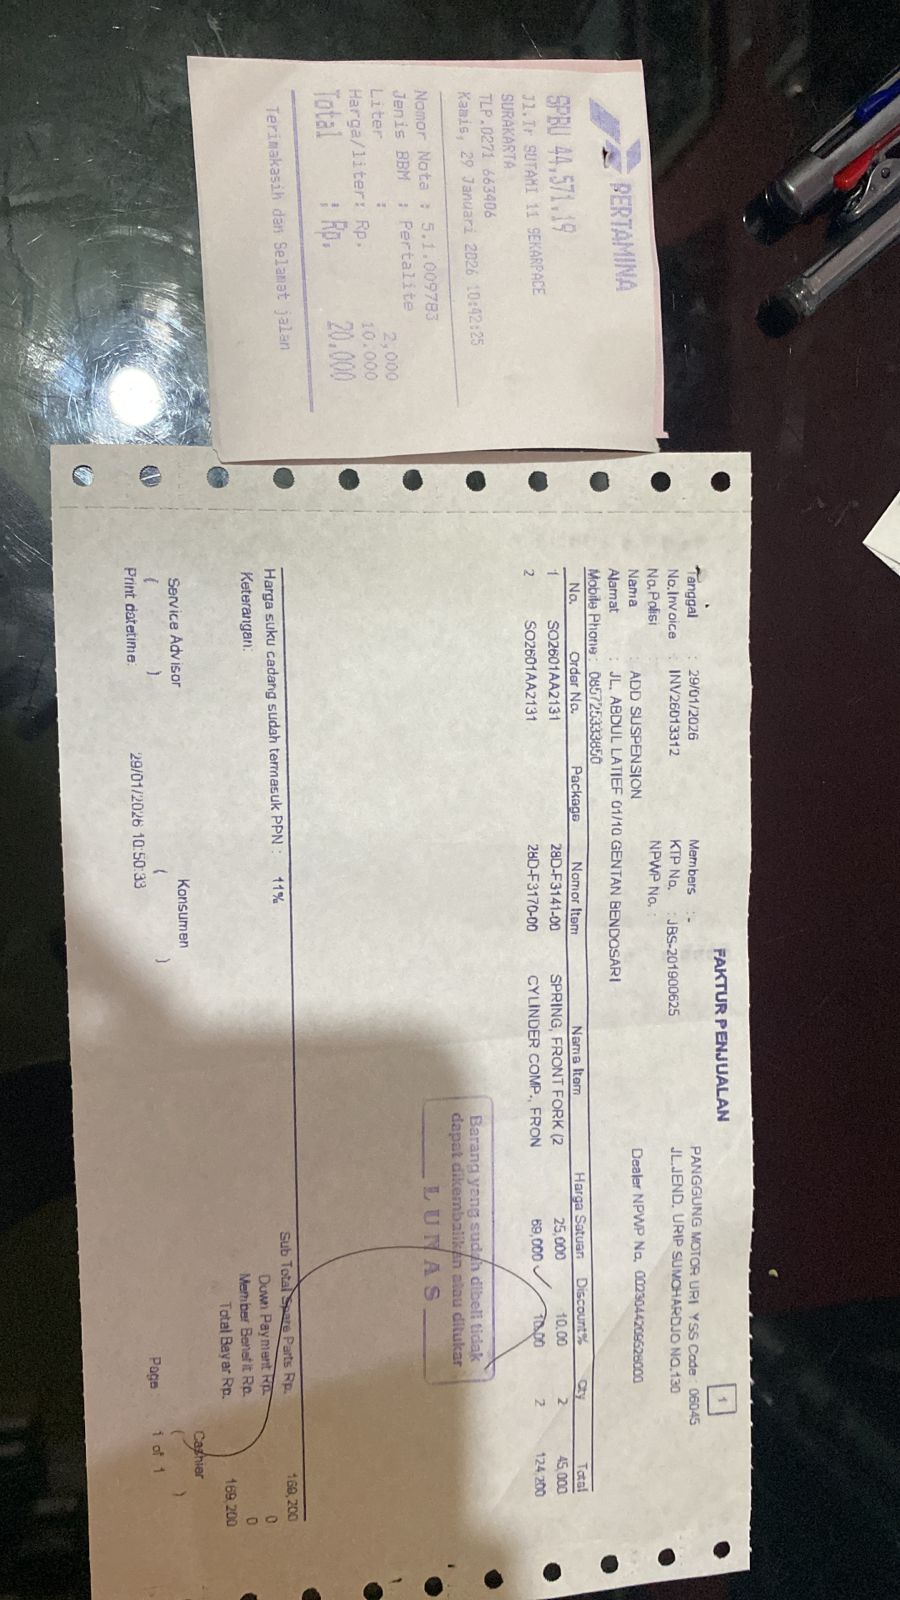 PERTAMINA
SPBU 44.571.19
Jl.Ir SUTAMI 11 SEKARPACE
SURAKARTA
TLP.0271 663406
Kamis, 29 Januari 2026 10:42:25
Nomor Nota : 5.1.009783
Jenis BBM : Pertalite
Liter : 2,000
Harga/liter: Rp. 10.000
Total : Rp. 20.000
Terimakasih dan Selamat jalan
FAKTUR PENJUALAN
1
Tanggal : 29/01/2026 Members : - PANGGUNG MOTOR URI YSS Code : 06045
No.Invoice : INV26013312 KTP No. : JBS-201900625 JL.JEND. URIP SUMOHARDJO NO.130
No.Polisi NPWP No. :
Nama : ADD SUSPENSION Dealer NPWP No. 0023044209526000
Alamat : JL. ABDUL LATIEF 01/10 GENTAN BENDOSARI
Mobile Phone : 085725333850
No. Order No. Package Nomor Item Nama Item Harga Satuan Discount% Qty Total
1 SO2601AA2131 28D-F3141-00 SPRING, FRONT FORK (2 25,000 10.00 2 45,000
2 SO2601AA2131 28D-F3170-00 CYLINDER COMP., FRON 69,000 10.00 2 124,200
Barang yang sudah dibeli tidak
dapat dikembalikan atau ditukar
LUNAS
Harga suku cadang sudah termasuk PPN : 11% Sub Total Spare Parts Rp. 169,200
Keterangan: Down Payment Rp. 0
Member Benefit Rp. 0
Total Bayar Rp. 169,200
Service Advisor Konsumen Cashier
( ) ( ) ( )
Print datetime: 29/01/2026 10:50:33 Page : 1 of 1